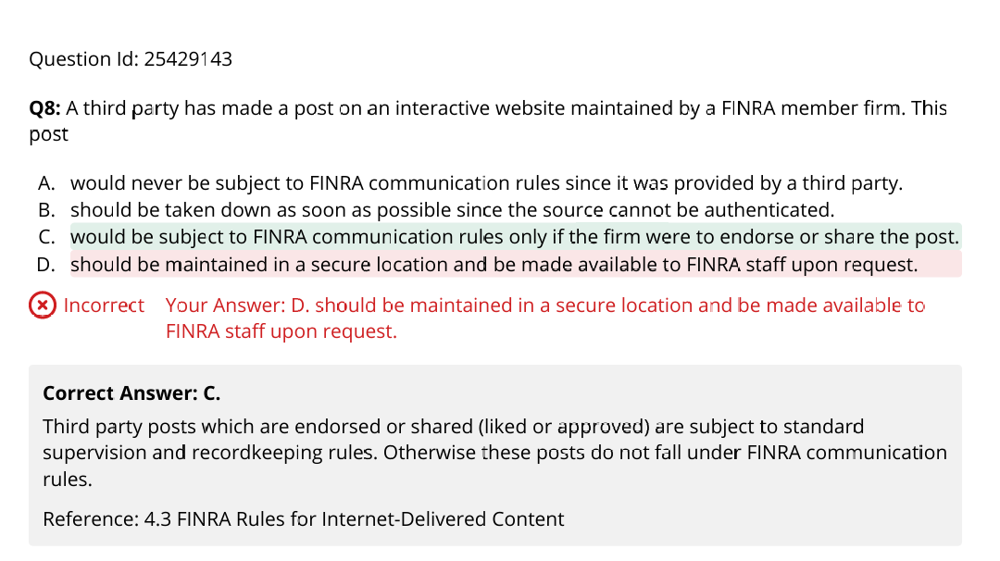 Question Id: 25429143
Q8: A third party has made a post on an interactive website maintained by a FINRA member firm. This
post
A. would never be subject to FINRA communication rules since it was provided by a third party.
B. should be taken down as soon as possible since the source cannot be authenticated.
C. would be subject to FINRA communication rules only if the firm were to endorse or share the post.
D. should be maintained in a secure location and be made available to FINRA staff upon request.
Incorrect Your Answer: D. should be maintained in a secure location and be made available to
FINRA staff upon request.
Correct Answer: C.
Third party posts which are endorsed or shared (liked or approved) are subject to standard
supervision and recordkeeping rules. Otherwise these posts do not fall under FINRA communication
rules.
Reference: 4.3 FINRA Rules for Internet-Delivered Content